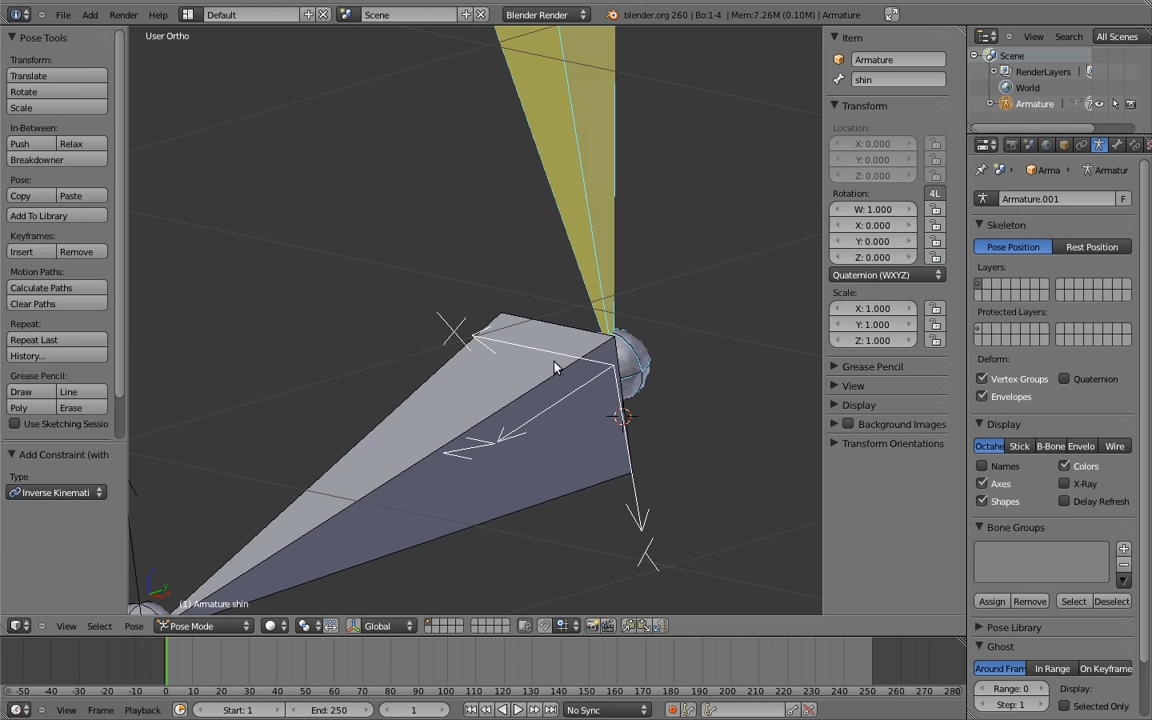 File Add Render Help Default Scene Blender Render blender.org 260 | Bo:1-4 | Mem:7.26M (0.10M) | Armature
Pose Tools
Transform:
Translate
Rotate
Scale
In-Between:
Push Relax
Breakdowner
Pose:
Copy Paste
Add To Library
Keyframes:
Insert Remove
Motion Paths:
Calculate Paths
Clear Paths
Repeat:
Repeat Last
History...
Grease Pencil:
Draw Line
Poly Erase
Use Sketching Sessio
Add Constraint (with
Type
Inverse Kinemati
User Ortho
X
X
(1) Armature shin
View Select Pose Pose Mode Global
Item
Armature
shin
Transform
Location:
X: 0.000
Y: 0.000
Z: 0.000
Rotation:
4L
W: 1.000
X: 0.000
Y: 0.000
Z: 0.000
Quaternion (WXYZ)
Scale:
X: 1.000
Y: 1.000
Z: 1.000
Grease Pencil
View
Display
Background Images
Transform Orientations
View Search All Scenes
Scene
RenderLayers
World
Armature
Arma Armatur
Armature.001 F
Skeleton
Pose Position Rest Position
Layers:
Protected Layers:
Deform:
Vertex Groups Quaternion
Envelopes
Display
Octahe Stick B-Bone Envelo Wire
Names Colors
Axes X-Ray
Shapes Delay Refresh
Bone Groups
Assign Remove Select Deselect
Pose Library
Ghost
Around Fram In Range On Keyframe
Range: 0 Display:
Step: 1 Selected Only
-50 -40 -30 -20 -10 0 10 20 30 40 50 60 70 80 90 100 110 120 130 140 150 160 170 180 190 200 210 220 230 240 250 260 270 280
View Frame Playback Start: 1 End: 250 1 No Sync